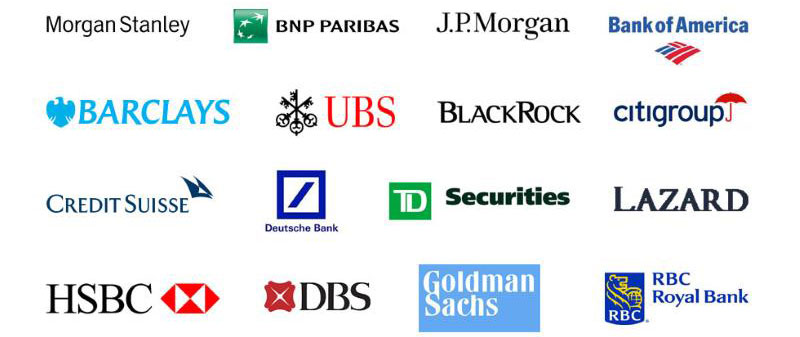 Morgan Stanley
BNP PARIBAS
J.P.Morgan
Bank of America
BARCLAYS
UBS
BLACKROCK
citigroup
CREDIT SUISSE
Deutsche Bank
TD Securities
LAZARD
HSBC
DBS
Goldman
Sachs
RBC
RBC
Royal Bank